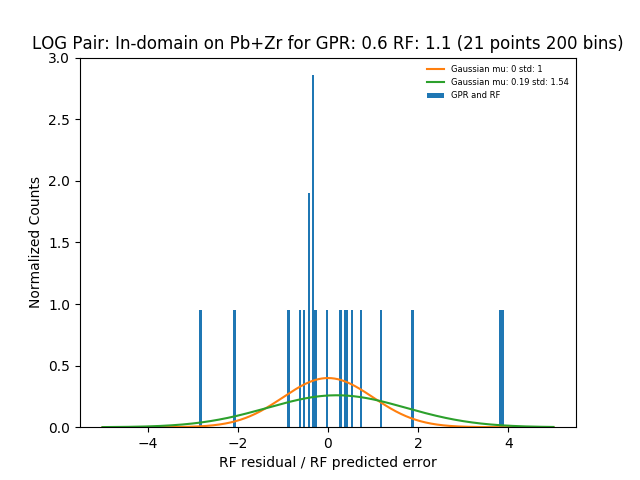 LOG Pair: In-domain on Pb+Zr for GPR: 0.6 RF: 1.1 (21 points 200 bins)
Gaussian mu: 0 std: 1
Gaussian mu: 0.19 std: 1.54
GPR and RF
Normalized Counts
3.0
2.5
2.0
1.5
1.0
0.5
0.0
−4 −2 0 2 4
RF residual / RF predicted error